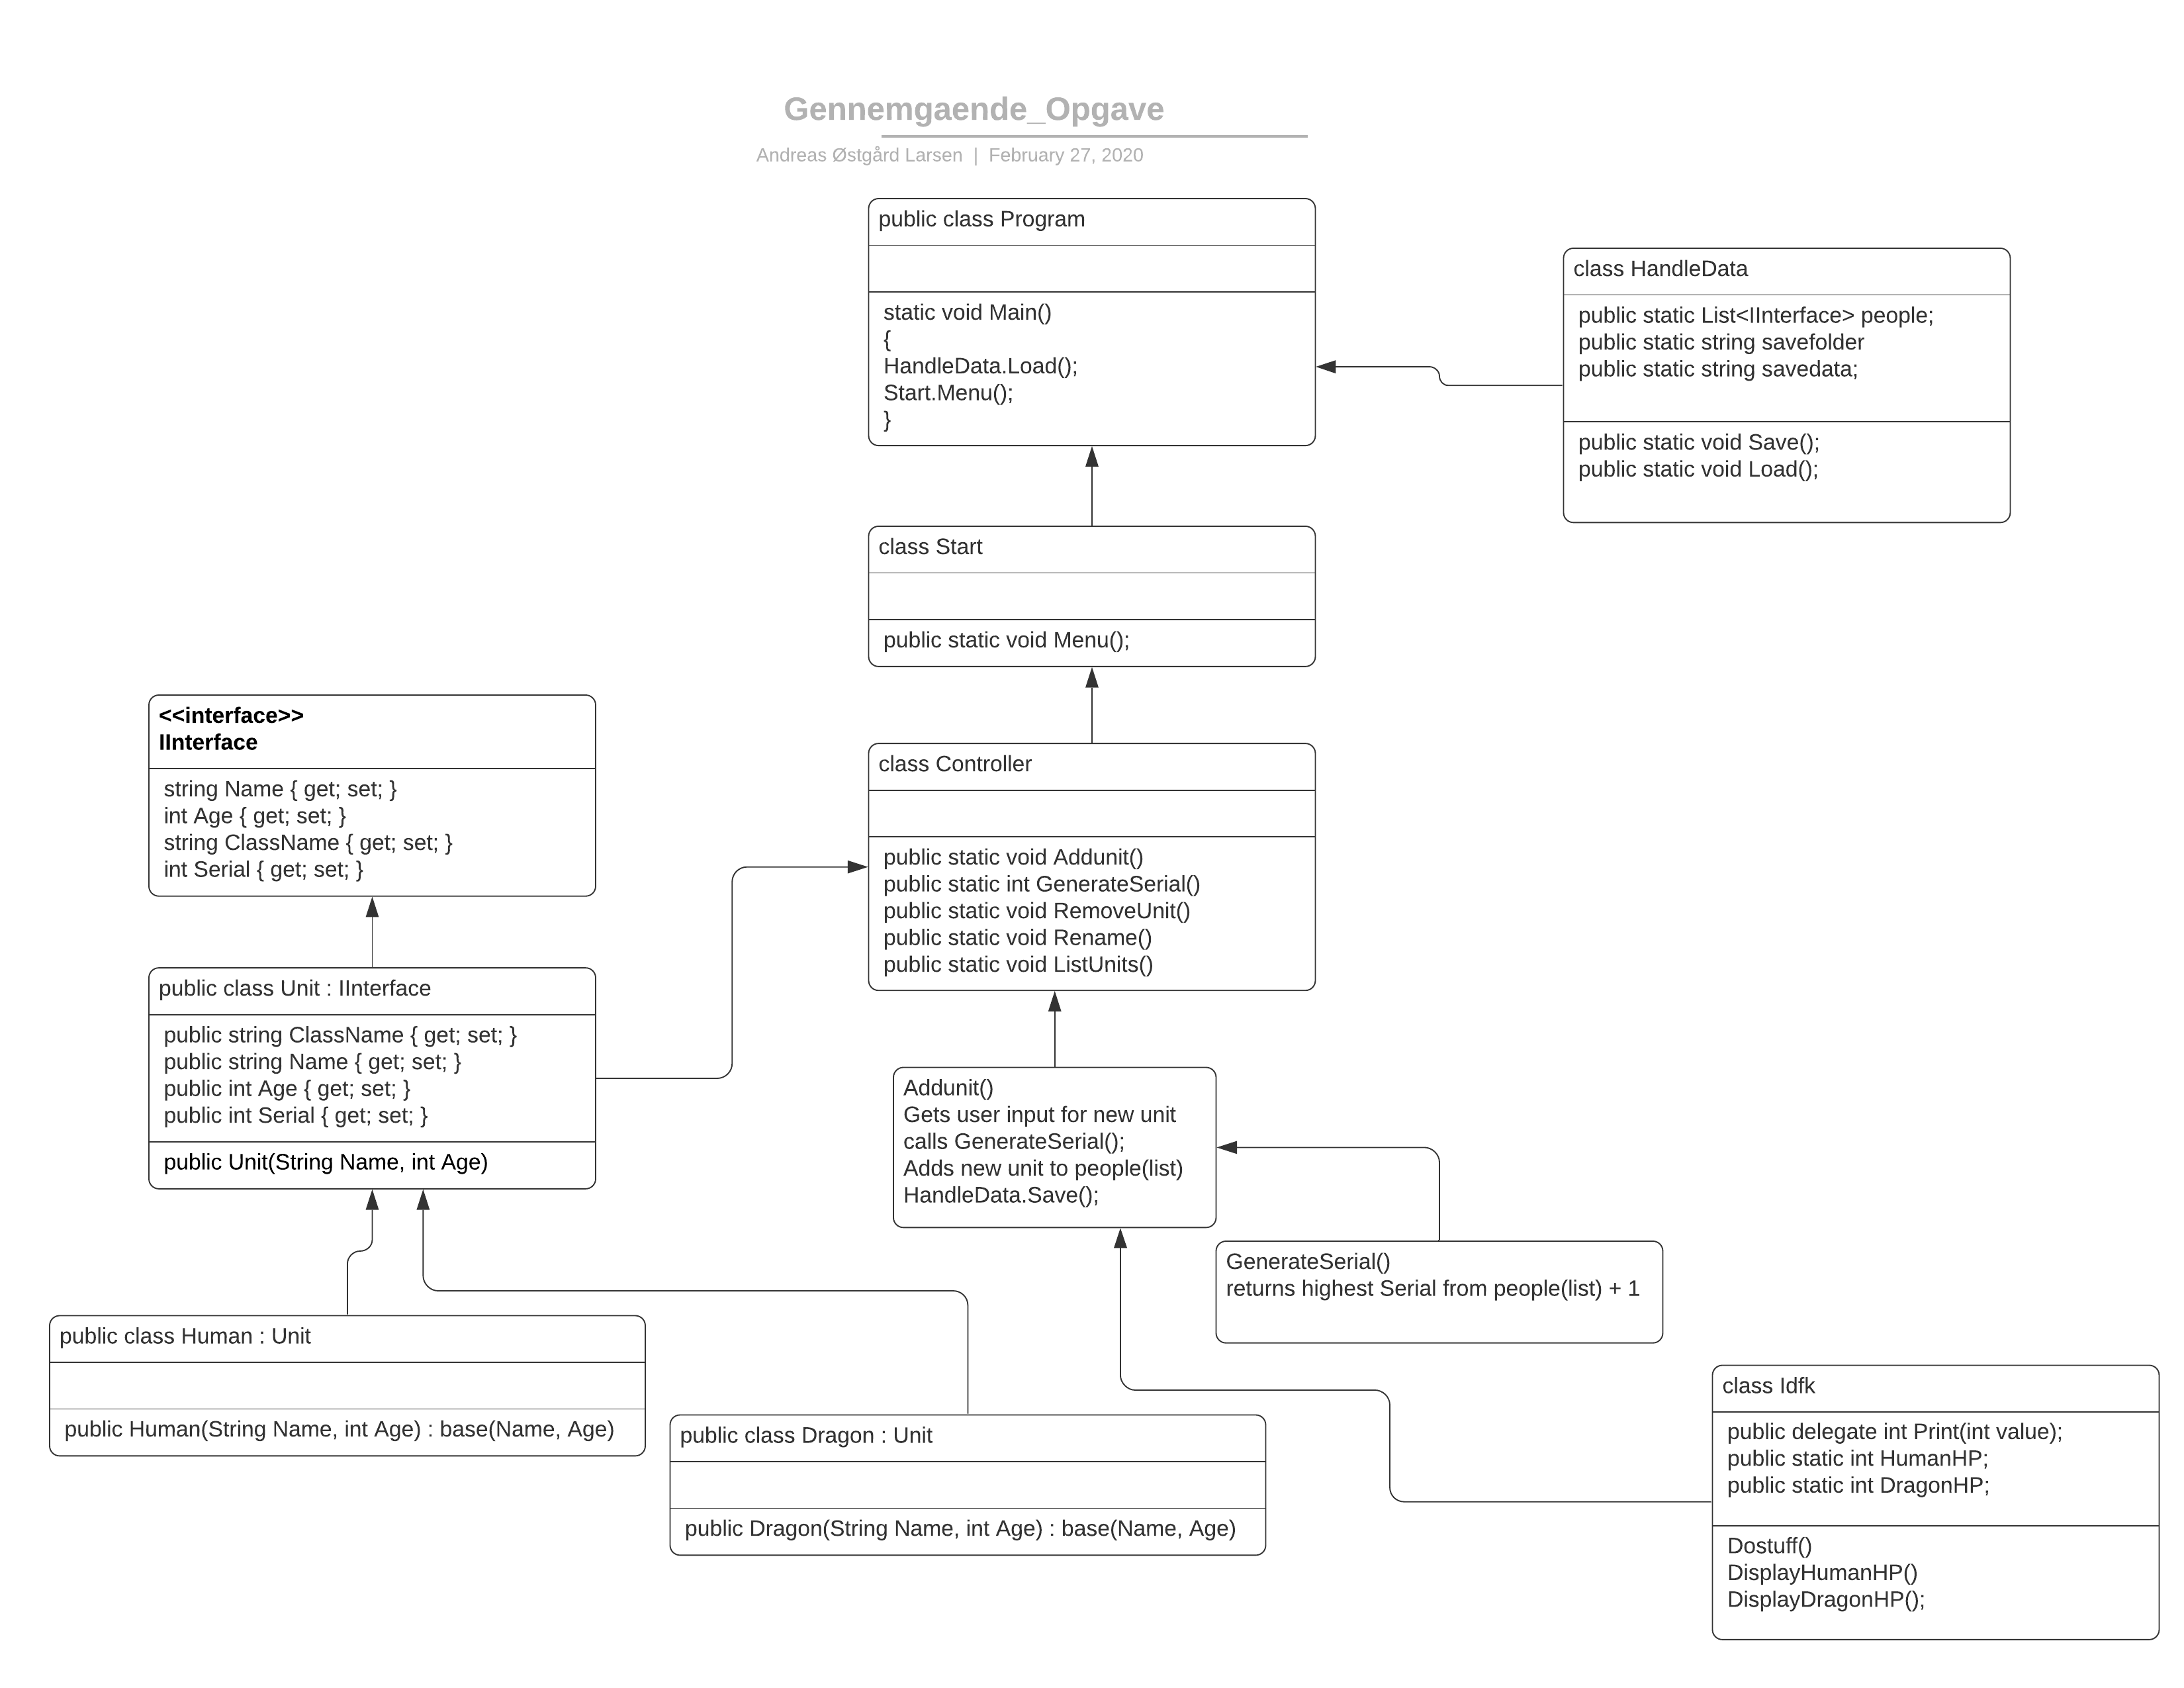 Gennemgaende_Opgave
Andreas Østgård Larsen | February 27, 2020
public class Program
static void Main()
{
HandleData.Load();
Start.Menu();
}
class HandleData
public static List<IInterface> people;
public static string savefolder
public static string savedata;
public static void Save();
public static void Load();
class Start
public static void Menu();
<<interface>>
IInterface
string Name { get; set; }
int Age { get; set; }
string ClassName { get; set; }
int Serial { get; set; }
class Controller
public static void Addunit()
public static int GenerateSerial()
public static void RemoveUnit()
public static void Rename()
public static void ListUnits()
public class Unit : IInterface
public string ClassName { get; set; }
public string Name { get; set; }
public int Age { get; set; }
public int Serial { get; set; }
public Unit(String Name, int Age)
Addunit()
Gets user input for new unit
calls GenerateSerial();
Adds new unit to people(list)
HandleData.Save();
GenerateSerial()
returns highest Serial from people(list) + 1
public class Human : Unit
public Human(String Name, int Age) : base(Name, Age)
public class Dragon : Unit
public Dragon(String Name, int Age) : base(Name, Age)
class Idfk
public delegate int Print(int value);
public static int HumanHP;
public static int DragonHP;
Dostuff()
DisplayHumanHP()
DisplayDragonHP();